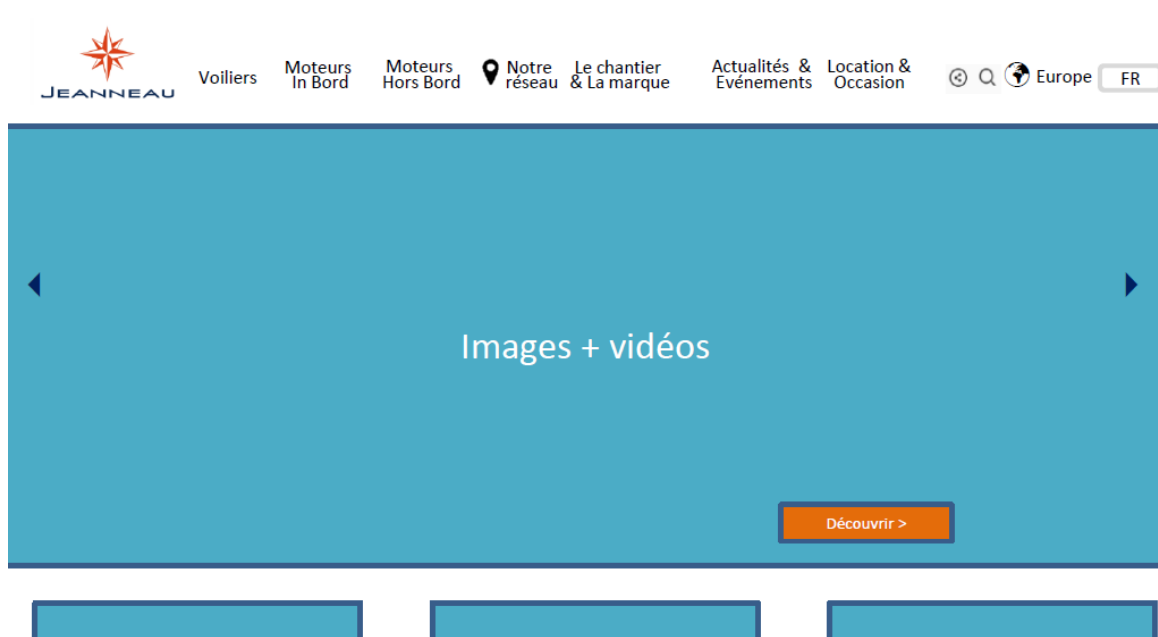 JEANNEAU
Voiliers
Moteurs
In Bord
Moteurs
Hors Bord
Notre
réseau
Le chantier
& La marque
Actualités &
Evénements
Location &
Occasion
Europe
FR
Images + vidéos
Découvrir >